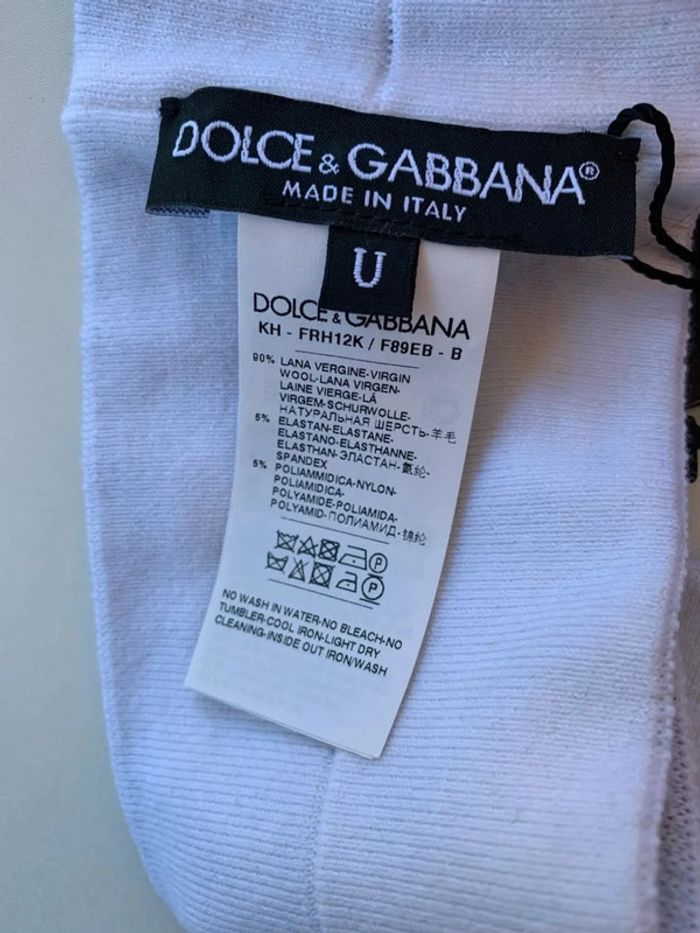 DOLCE & GABBANA®
MADE IN ITALY
U
DOLCE & GABBANA
KH - FRH12K / F89EB - B
90% LANA VERGINE-VIRGIN
WOOL-LANA VIRGEN-
LAINE VIERGE-LÃ
VIRGEM-SCHURWOLLE-
НАТУРАЛЬНАЯ ШЕРСТЬ-羊毛
5% ELASTAN-ELASTANE-
ELASTANO-ELASTHANNE-
ELASTHAN-ЭЛАСТАН-氨纶-
SPANDEX
5% POLIAMMIDICA-NYLON-
POLIAMIDICA-
POLYAMIDE-POLIAMIDA-
POLYAMID-ПОЛИАМИД-锦纶
P
P
NO WASH IN WATER-NO BLEACH-NO
TUMBLER-COOL IRON-LIGHT DRY
CLEANING-INSIDE OUT IRON/WASH